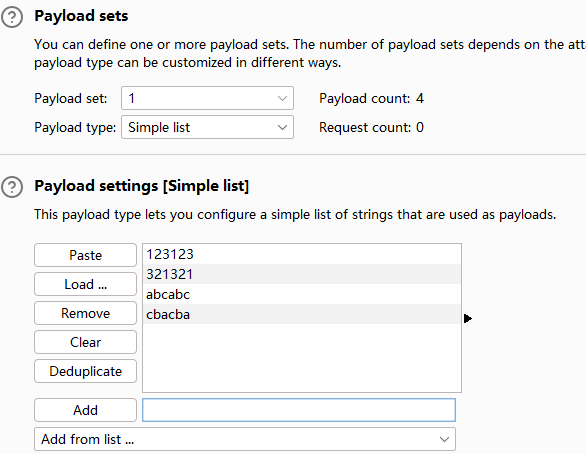 Payload sets
You can define one or more payload sets. The number of payload sets depends on the att
payload type can be customized in different ways.
Payload set: 1 Payload count: 4
Payload type: Simple list Request count: 0
Payload settings [Simple list]
This payload type lets you configure a simple list of strings that are used as payloads.
Paste
Load ...
Remove
Clear
Deduplicate
123123
321321
abcabc
cbacba
Add
Add from list ...